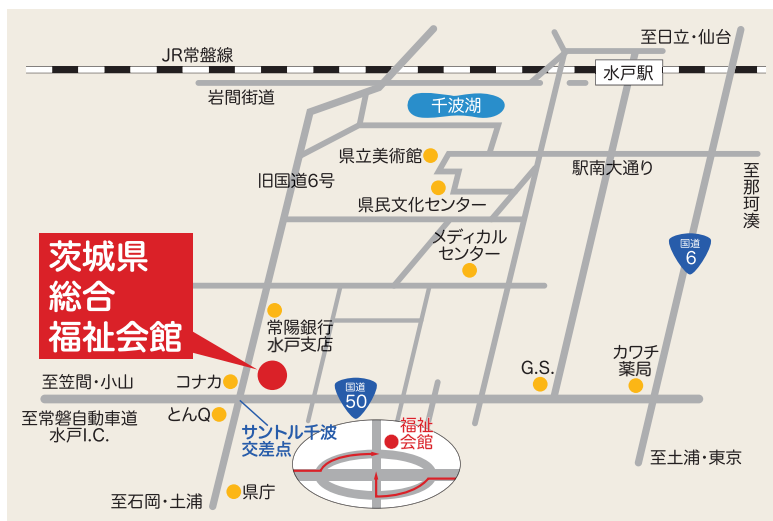 至日立・仙台
JR常盤線
水戸駅
岩間街道
千波湖
県立美術館
駅南大通り
至那珂湊
旧国道6号
県民文化センター
メディカル
センター
国道
6
茨城県
総合
福祉会館
常陽銀行
水戸支店
カワチ
薬局
G.S.
至笠間・小山
コナカ
国道
50
至常磐自動車道
水戸I.C.
とんQ
サントル千波
交差点
福祉
会館
至土浦・東京
県庁
至石岡・土浦